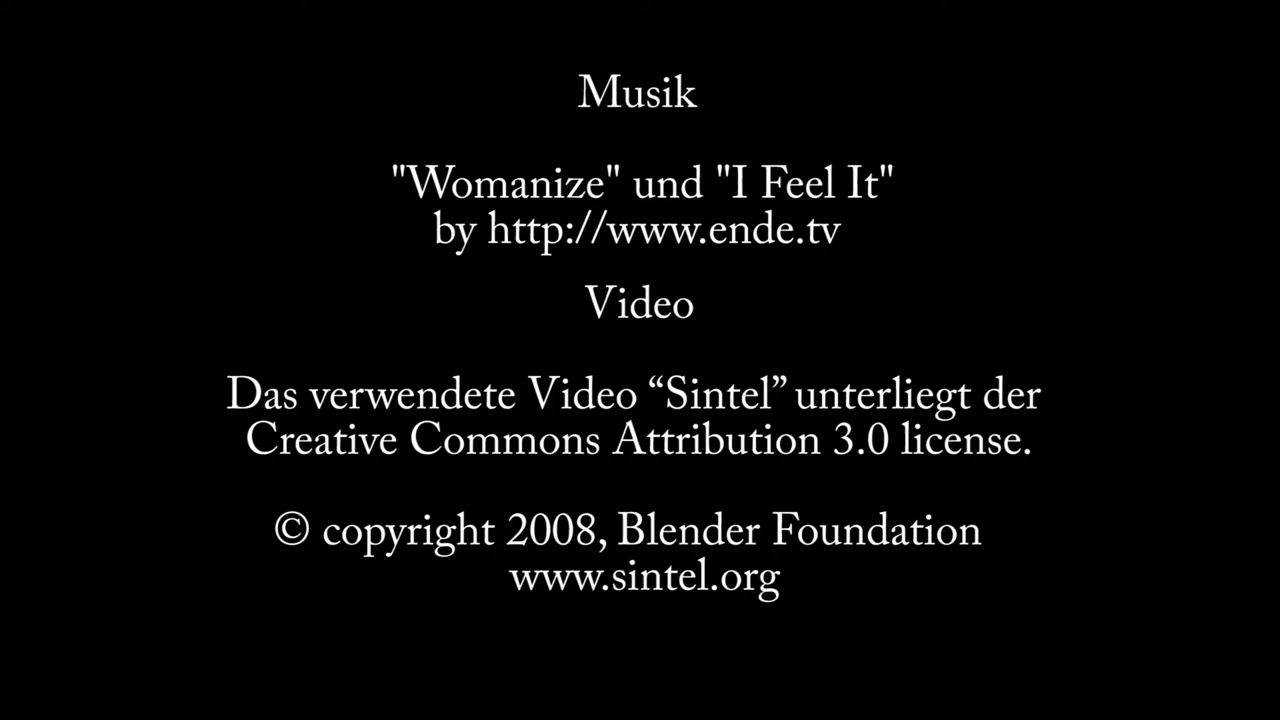 Musik
"Womanize" und "I Feel It"
by http://www.ende.tv
Video
Das verwendete Video “Sintel” unterliegt der
Creative Commons Attribution 3.0 license.
© copyright 2008, Blender Foundation
www.sintel.org